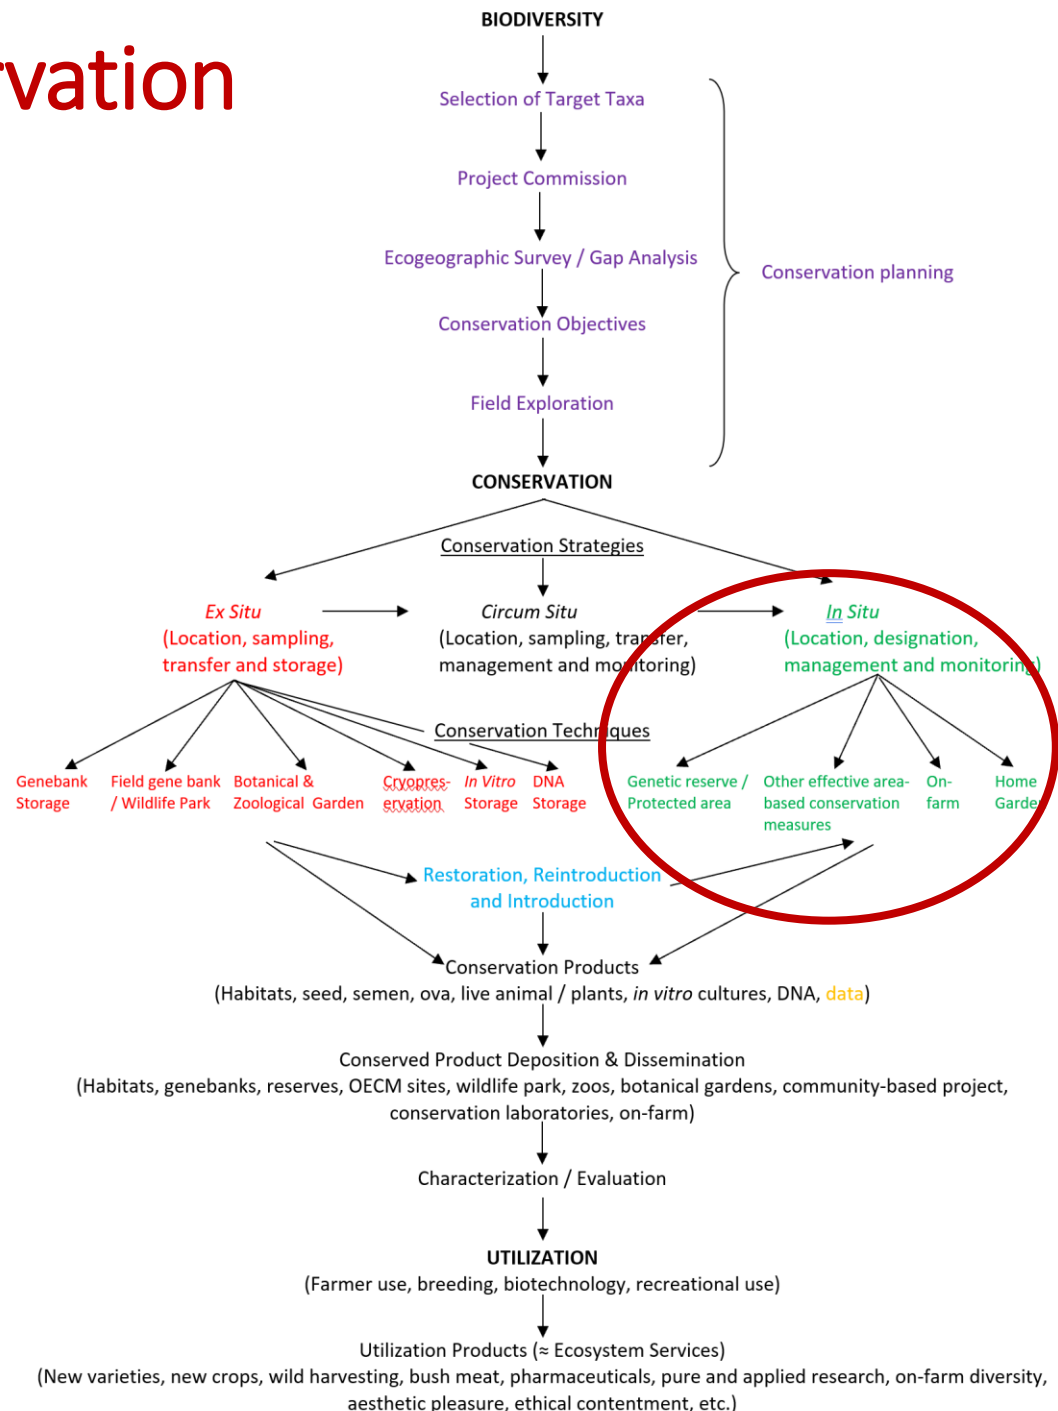 BIODIVERSITY
rvation
Selection of Target Taxa
Project Commission
Ecogeographic Survey / Gap Analysis
Conservation planning
Conservation Objectives
Field Exploration
CONSERVATION
Conservation Strategies
Ex Situ
(Location, sampling,
transfer and storage)
Circum Situ
(Location, sampling, transfer,
management and monitoring)
In Situ
(Location, designation,
management and monitoring)
Conservation Techniques
Genebank
Storage
Field gene bank
/ Wildlife Park
Botanical &
Zoological Garden
Cryopres-
ervation
In Vitro
Storage
DNA
Storage
Genetic reserve /
Protected area
Other effective area-
based conservation
measures
On-
farm
Home
Garden
Restoration, Reintroduction
and Introduction
Conservation Products
(Habitats, seed, semen, ova, live animal / plants, in vitro cultures, DNA, data)
Conserved Product Deposition & Dissemination
(Habitats, genebanks, reserves, OECM sites, wildlife park, zoos, botanical gardens, community-based project,
conservation laboratories, on-farm)
Characterization / Evaluation
UTILIZATION
(Farmer use, breeding, biotechnology, recreational use)
Utilization Products (≈ Ecosystem Services)
(New varieties, new crops, wild harvesting, bush meat, pharmaceuticals, pure and applied research, on-farm diversity,
aesthetic pleasure, ethical contentment, etc.)